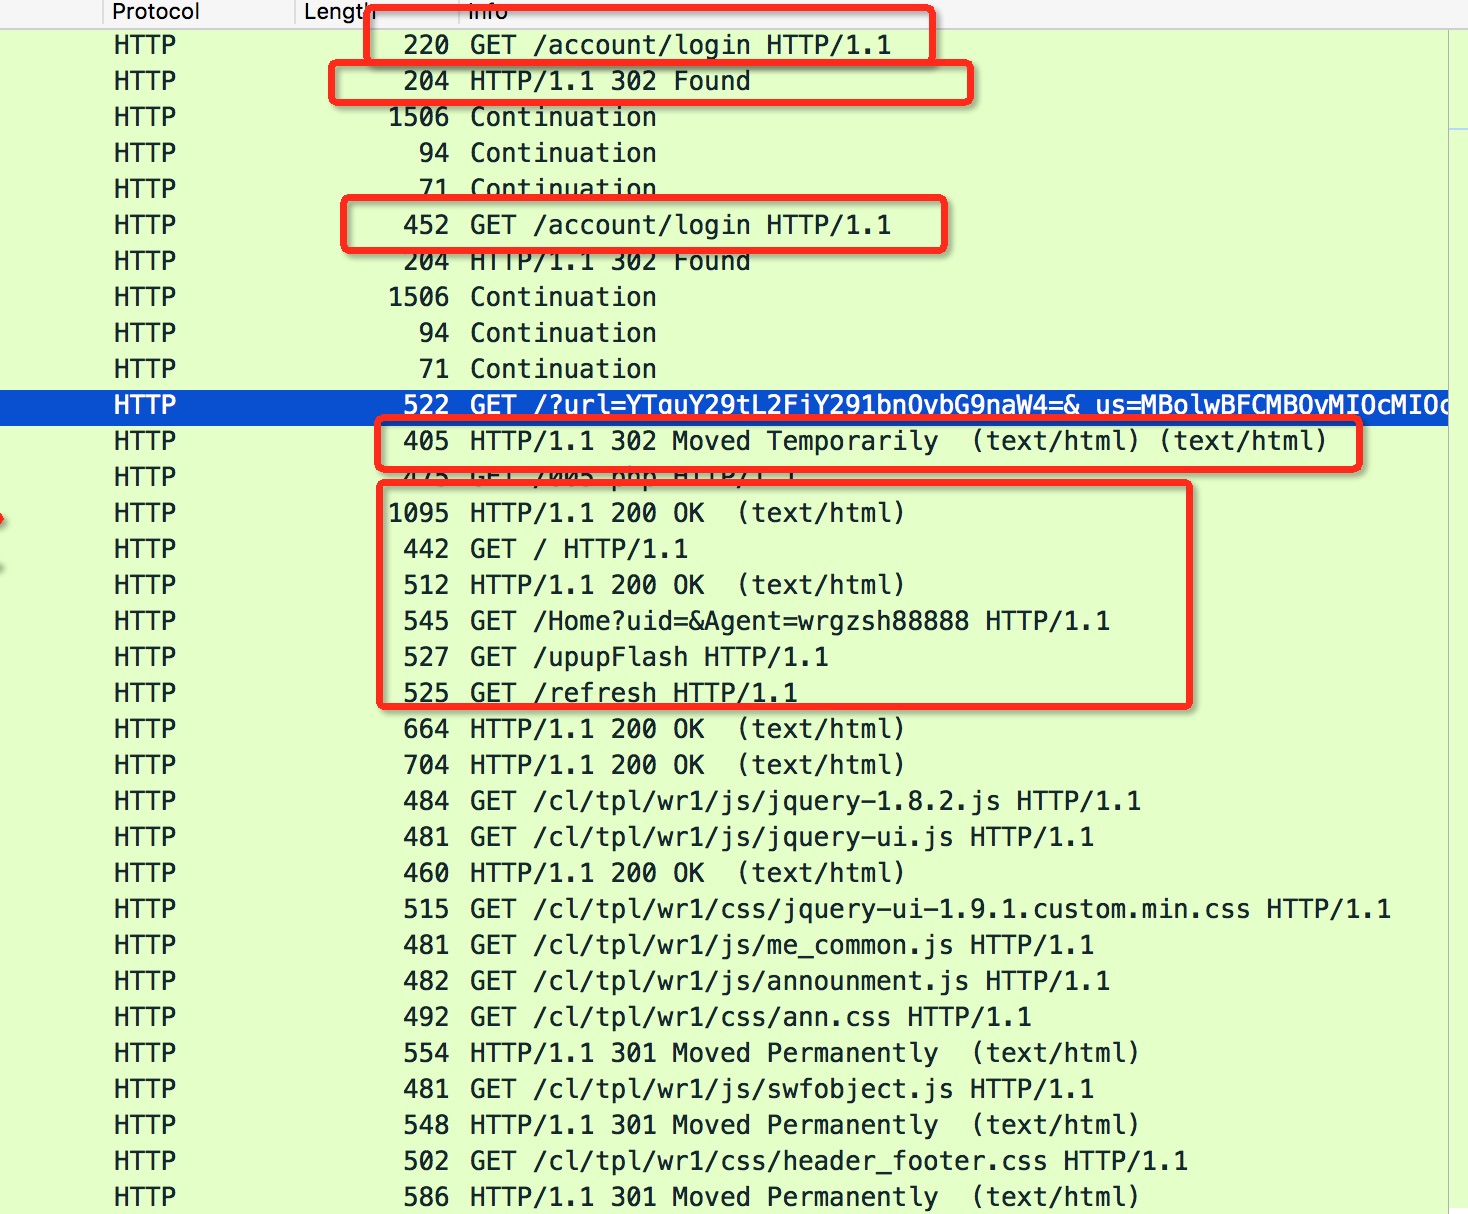 Protocol Length Info
HTTP 220 GET /account/login HTTP/1.1
HTTP 204 HTTP/1.1 302 Found
HTTP 1506 Continuation
HTTP 94 Continuation
HTTP 71 Continuation
HTTP 452 GET /account/login HTTP/1.1
HTTP 204 HTTP/1.1 302 Found
HTTP 1506 Continuation
HTTP 94 Continuation
HTTP 71 Continuation
HTTP 522 GET
HTTP 405 HTTP/1.1 302 Moved Temporarily (text/html) (text/html)
HTTP 475 GET /005.php HTTP/1.1
HTTP 1095 HTTP/1.1 200 OK (text/html)
HTTP 442 GET / HTTP/1.1
HTTP 512 HTTP/1.1 200 OK (text/html)
HTTP 545 GET /Home?uid=&Agent=wrgzsh88888 HTTP/1.1
HTTP 527 GET /upupFlash HTTP/1.1
HTTP 525 GET /refresh HTTP/1.1
HTTP 664 HTTP/1.1 200 OK (text/html)
HTTP 704 HTTP/1.1 200 OK (text/html)
HTTP 484 GET /cl/tpl/wr1/js/jquery-1.8.2.js HTTP/1.1
HTTP 481 GET /cl/tpl/wr1/js/jquery-ui.js HTTP/1.1
HTTP 460 HTTP/1.1 200 OK (text/html)
HTTP 515 GET /cl/tpl/wr1/css/jquery-ui-1.9.1.custom.min.css HTTP/1.1
HTTP 481 GET /cl/tpl/wr1/js/me_common.js HTTP/1.1
HTTP 482 GET /cl/tpl/wr1/js/announment.js HTTP/1.1
HTTP 492 GET /cl/tpl/wr1/css/ann.css HTTP/1.1
HTTP 554 HTTP/1.1 301 Moved Permanently (text/html)
HTTP 481 GET /cl/tpl/wr1/js/swfobject.js HTTP/1.1
HTTP 548 HTTP/1.1 301 Moved Permanently (text/html)
HTTP 502 GET /cl/tpl/wr1/css/header_footer.css HTTP/1.1
HTTP 586 HTTP/1.1 301 Moved Permanently (text/html)